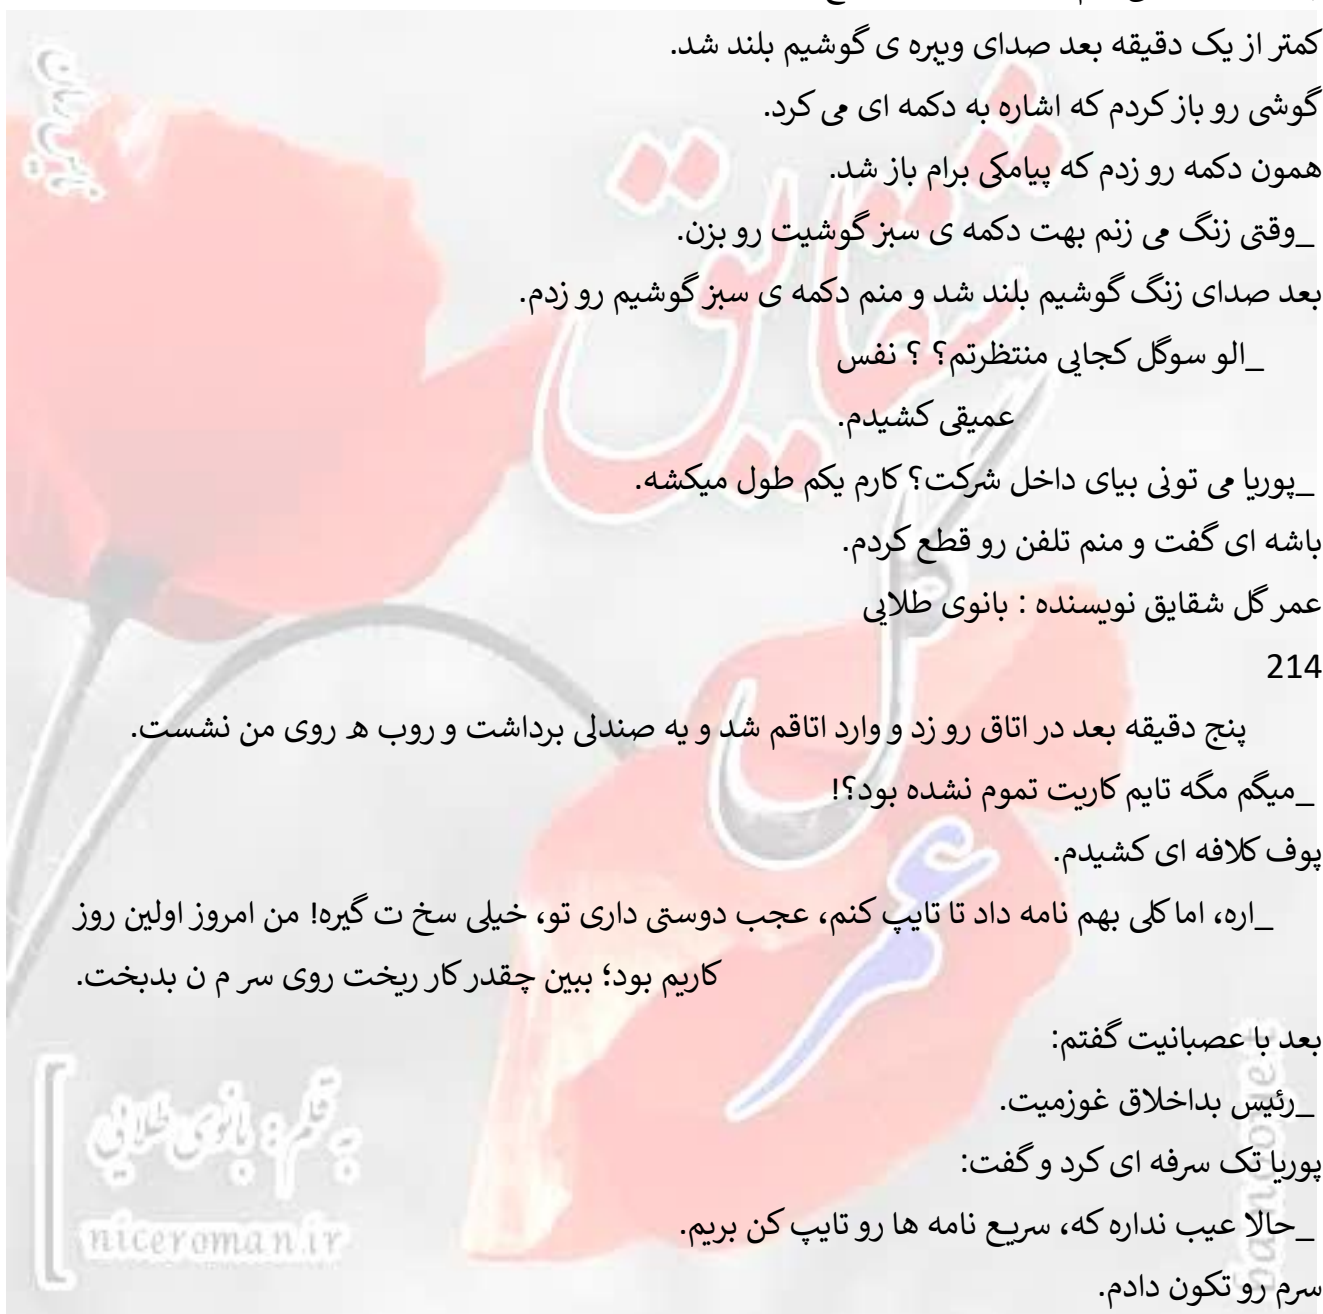 کمتر از یک دقیقه بعد صدای ویبره ی گوشیم بلند شد.
گوشی رو باز کردم که اشاره به دکمه ای می کرد.
همون دکمه رو زدم که پیامکی برام باز شد.
_وقتی زنگ می زنم بهت دکمه ی سبز گوشیت رو بزن.
بعد صدای زنگ گوشیم بلند شد و منم دکمه ی سبز گوشیم رو زدم.
_الو سوگل کجایی منتظرتم؟ ؟ نفس
عمیقی کشیدم.
_پوریا می تونی بیای داخل شرکت؟ کارم یکم طول میکشه.
باشه ای گفت و منم تلفن رو قطع کردم.
عمر گل شقایق نویسنده : بانوی طلایی
214
پنج دقیقه بعد در اتاق رو زد و وارد اتاقم شد و یه صندلی برداشت و روب ه روی من نشست.
_میگم مگه تایم کاریت تموم نشده بود؟!
پوف کلافه ای کشیدم.
_اره، اما کلی بهم نامه داد تا تایپ کنم، عجب دوستی داری تو، خیلی سخ ت گیره! من امروز اولین روز
کاریم بود؛ ببین چقدر کار ریخت روی سر م ن بدبخت.
بعد با عصبانیت گفتم:
_رئیس بداخلاق غوزمیت.
پوریا تک سرفه ای کرد و گفت:
_حالا عیب نداره که، سریع نامه ها رو تایپ کن بریم.
سرم رو تکون دادم.
شقایق
گل
عمر
به قلم: بانوی طلایی
niceroman.ir